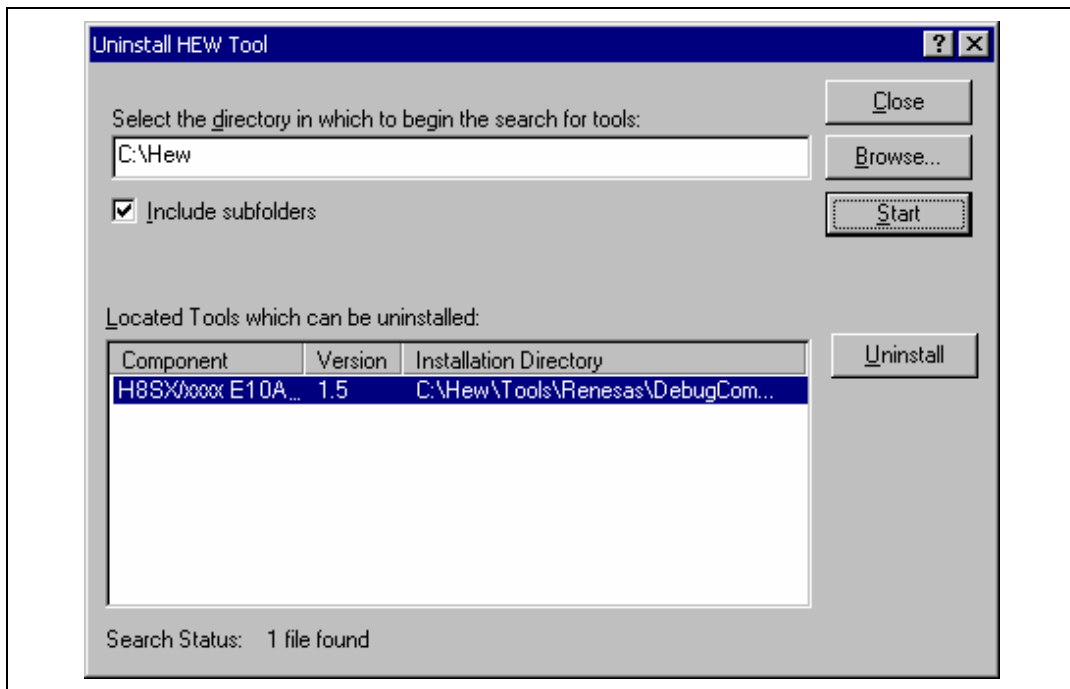 Uninstall HEW Tool
Close
Select the directory in which to begin the search for tools:
C:\Hew
Browse...
Include subfolders
Start
Located Tools which can be uninstalled:
Uninstall
Component Version Installation Directory
H8SX/xxxx E10A... 1.5 C:\Hew\Tools\Renesas\DebugCom...
Search Status: 1 file found